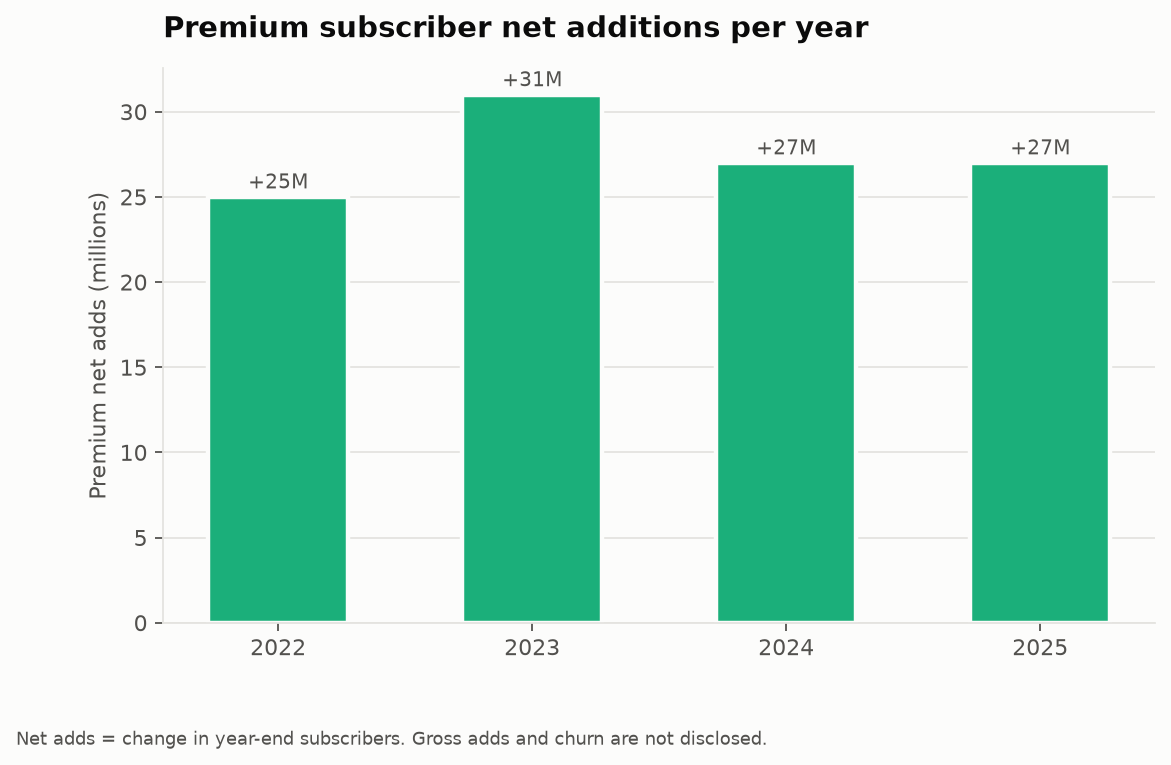 Premium subscriber net additions per year
+31M
30
+27M
+27M
+25M
25
20
15
10
5
0
Premium net adds (millions)
2022
2023
2024
2025
Net adds = change in year-end subscribers. Gross adds and churn are not disclosed.